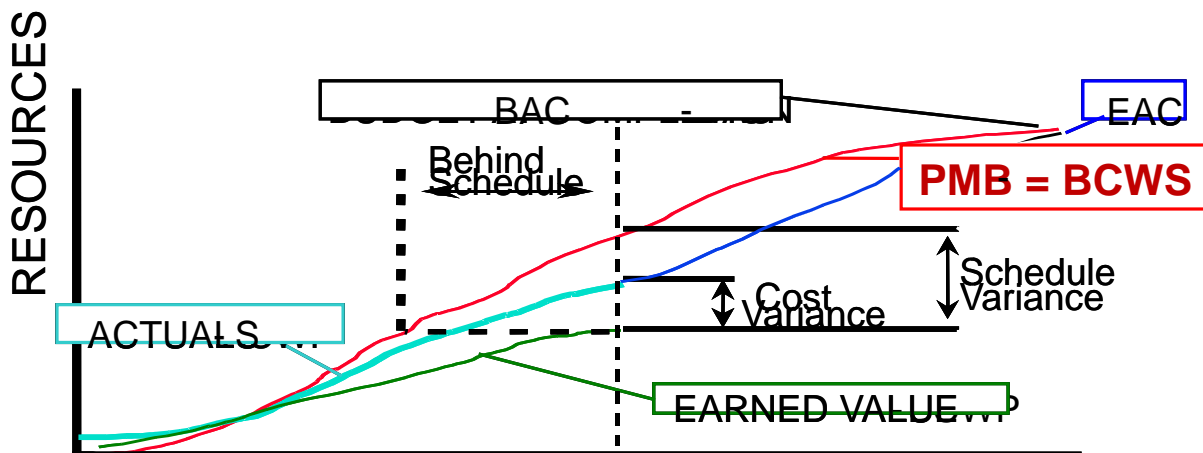 RESOURCES
BAC
EAC
Behind
Schedule
PMB = BCWS
Schedule
Variance
Cost
Variance
ACTUALS
EARNED VALUE